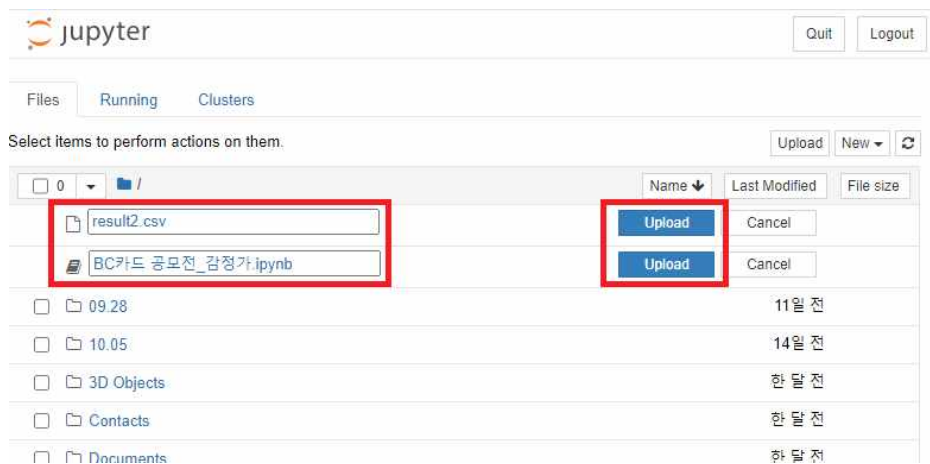 jupyter
Quit Logout
Files Running Clusters
Select items to perform actions on them.
Upload New
0 / Name Last Modified File size
result2.csv Upload Cancel
BC카드 공모전_감정가.ipynb Upload Cancel
09.28 11일 전
10.05 14일 전
3D Objects 한 달 전
Contacts 한 달 전
Documents 한 달 전